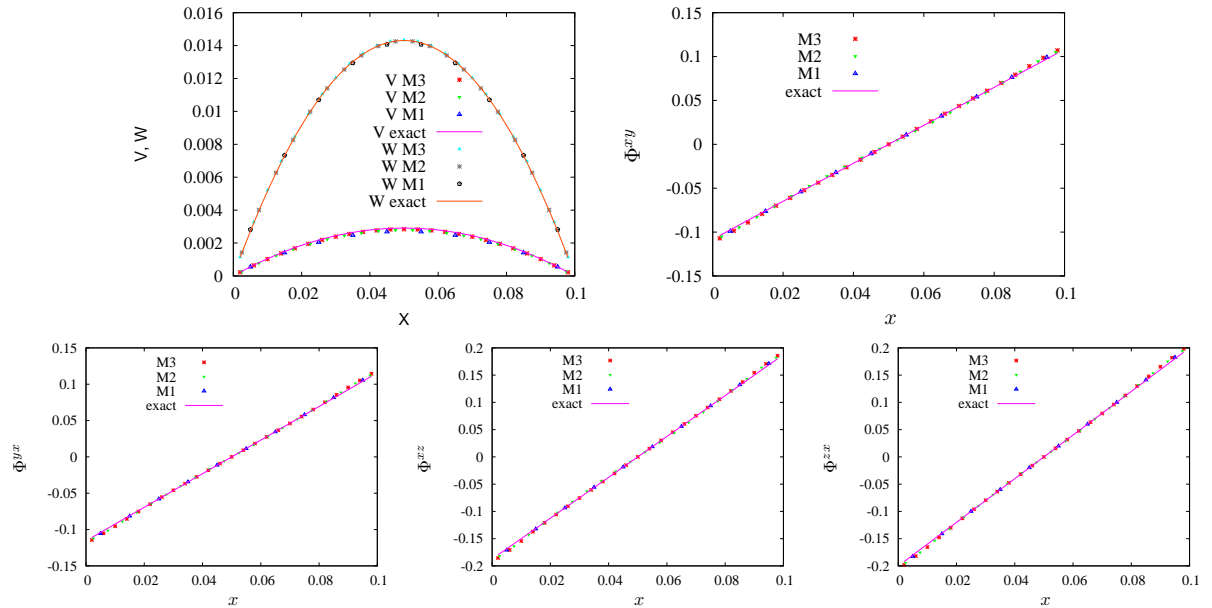 0.016
0.014
0.012
0.01
0.008
0.006
0.004
0.002
0
V, W
V M3
V M2
V M1
V exact
W M3
W M2
W M1
W exact
0 0.02 0.04 0.06 0.08 0.1
X
0.15
0.1
0.05
0
-0.05
-0.1
-0.15
Φxy
M3
M2
M1
exact
0 0.02 0.04 0.06 0.08 0.1
x
0.15
0.1
0.05
0
-0.05
-0.1
-0.15
Φyx
M3
M2
M1
exact
0 0.02 0.04 0.06 0.08 0.1
x
0.2
0.15
0.1
0.05
0
-0.05
-0.1
-0.15
-0.2
Φxz
M3
M2
M1
exact
0 0.02 0.04 0.06 0.08 0.1
x
0.2
0.15
0.1
0.05
0
-0.05
-0.1
-0.15
-0.2
Φzx
M3
M2
M1
exact
0 0.02 0.04 0.06 0.08 0.1
x